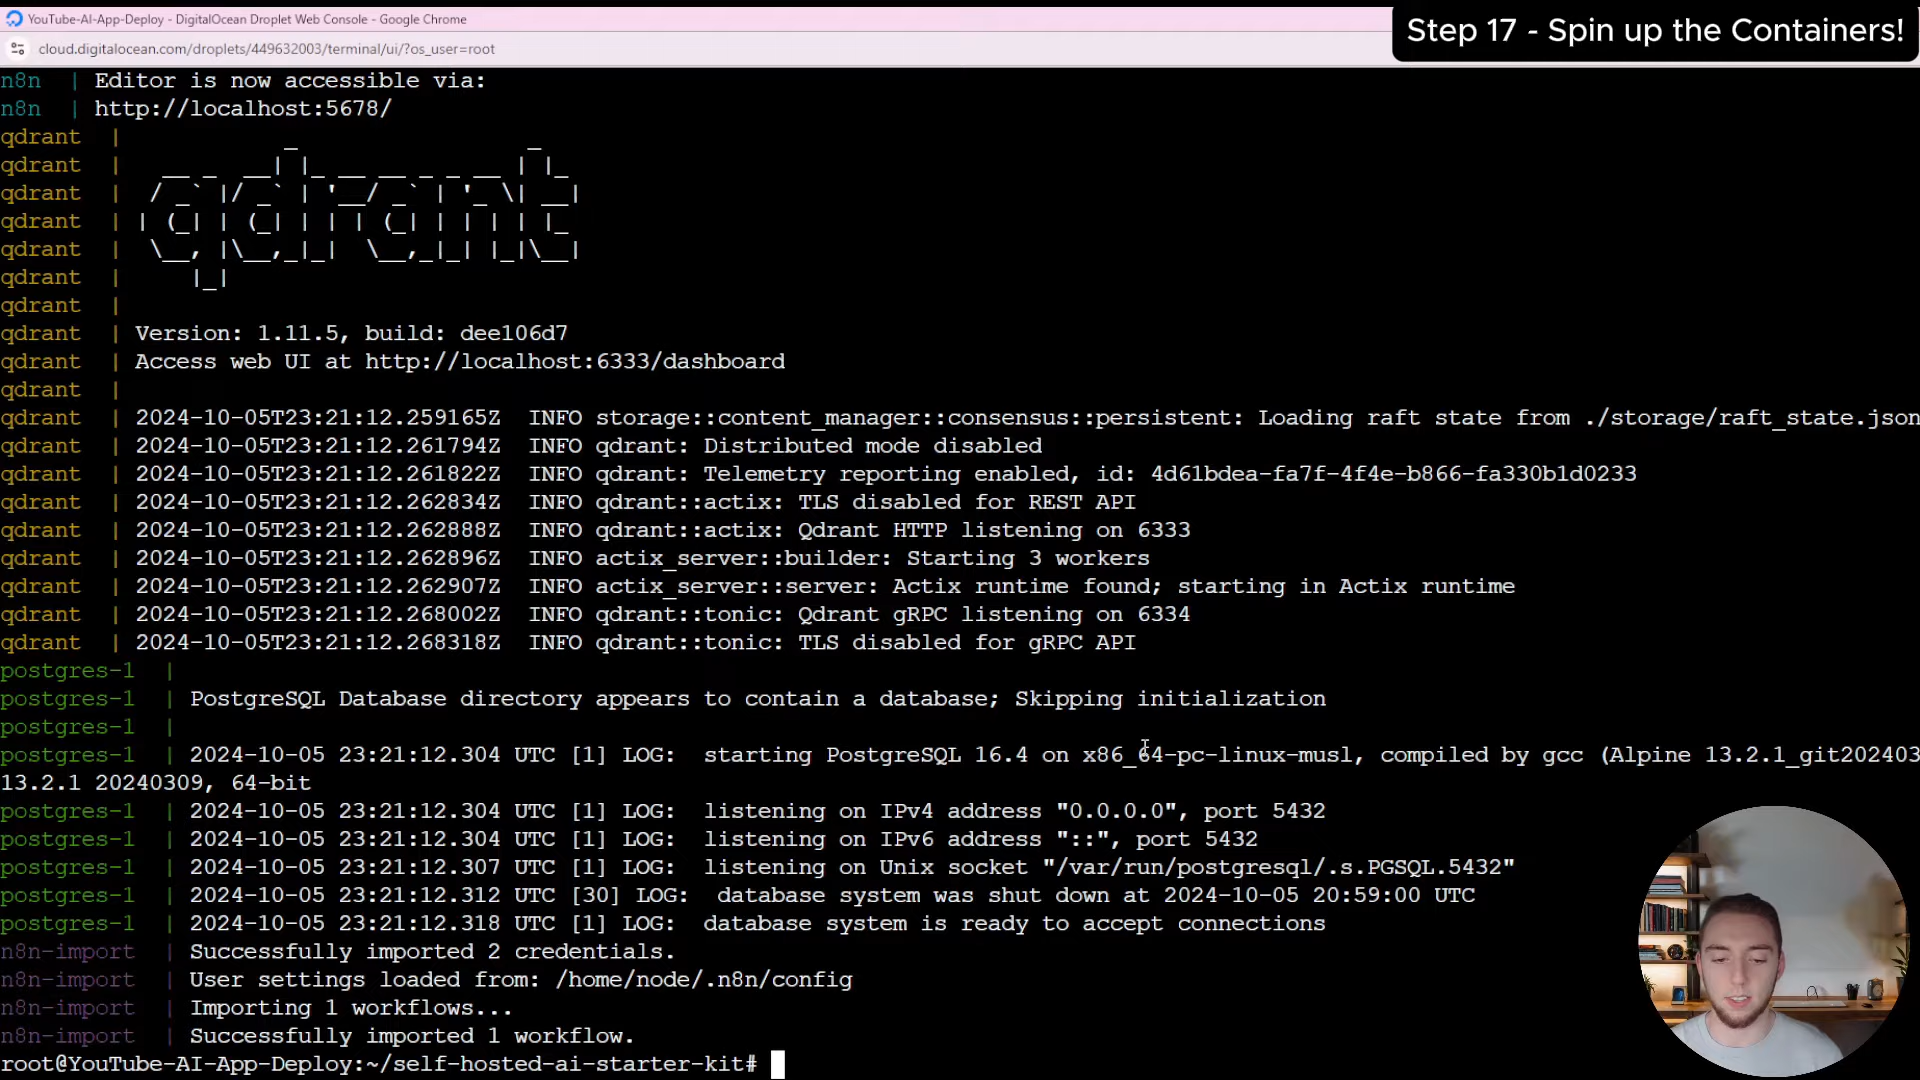 YouTube-AI-App-Deploy - DigitalOcean Droplet Web Console - Google Chrome
Step 17 - Spin up the Containers!
cloud.digitalocean.com/droplets/449632003/terminal/ui/?os_user=root
n8n | Editor is now accessible via:
n8n | http://localhost:5678/
qdrant |
qdrant |
qdrant |
qdrant | qdrant
qdrant |
qdrant |
qdrant |
qdrant | Version: 1.11.5, build: dee106d7
qdrant | Access web UI at http://localhost:6333/dashboard
qdrant |
qdrant | 2024-10-05T23:21:12.259165Z INFO storage::content_manager::consensus::persistent: Loading raft state from ./storage/raft_state.json
qdrant | 2024-10-05T23:21:12.261794Z INFO qdrant: Distributed mode disabled
qdrant | 2024-10-05T23:21:12.261822Z INFO qdrant: Telemetry reporting enabled, id: 4d61bdea-fa7f-4f4e-b866-fa330b1d0233
qdrant | 2024-10-05T23:21:12.262834Z INFO qdrant::actix: TLS disabled for REST API
qdrant | 2024-10-05T23:21:12.262888Z INFO qdrant::actix: Qdrant HTTP listening on 6333
qdrant | 2024-10-05T23:21:12.262896Z INFO actix_server::builder: Starting 3 workers
qdrant | 2024-10-05T23:21:12.262907Z INFO actix_server::server: Actix runtime found; starting in Actix runtime
qdrant | 2024-10-05T23:21:12.268002Z INFO qdrant::tonic: Qdrant gRPC listening on 6334
qdrant | 2024-10-05T23:21:12.268318Z INFO qdrant::tonic: TLS disabled for gRPC API
postgres-1 |
postgres-1 | PostgreSQL Database directory appears to contain a database; Skipping initialization
postgres-1 |
postgres-1 | 2024-10-05 23:21:12.304 UTC [1] LOG: starting PostgreSQL 16.4 on x86_64-pc-linux-musl, compiled by gcc (Alpine 13.2.1_git202403
13.2.1 20240309, 64-bit
postgres-1 | 2024-10-05 23:21:12.304 UTC [1] LOG: listening on IPv4 address "0.0.0.0", port 5432
postgres-1 | 2024-10-05 23:21:12.304 UTC [1] LOG: listening on IPv6 address "::", port 5432
postgres-1 | 2024-10-05 23:21:12.307 UTC [1] LOG: listening on Unix socket "/var/run/postgresql/.s.PGSQL.5432"
postgres-1 | 2024-10-05 23:21:12.312 UTC [30] LOG: database system was shut down at 2024-10-05 20:59:00 UTC
postgres-1 | 2024-10-05 23:21:12.318 UTC [1] LOG: database system is ready to accept connections
n8n-import | Successfully imported 2 credentials.
n8n-import | User settings loaded from: /home/node/.n8n/config
n8n-import | Importing 1 workflows...
n8n-import | Successfully imported 1 workflow.
root@YouTube-AI-App-Deploy:~/self-hosted-ai-starter-kit#